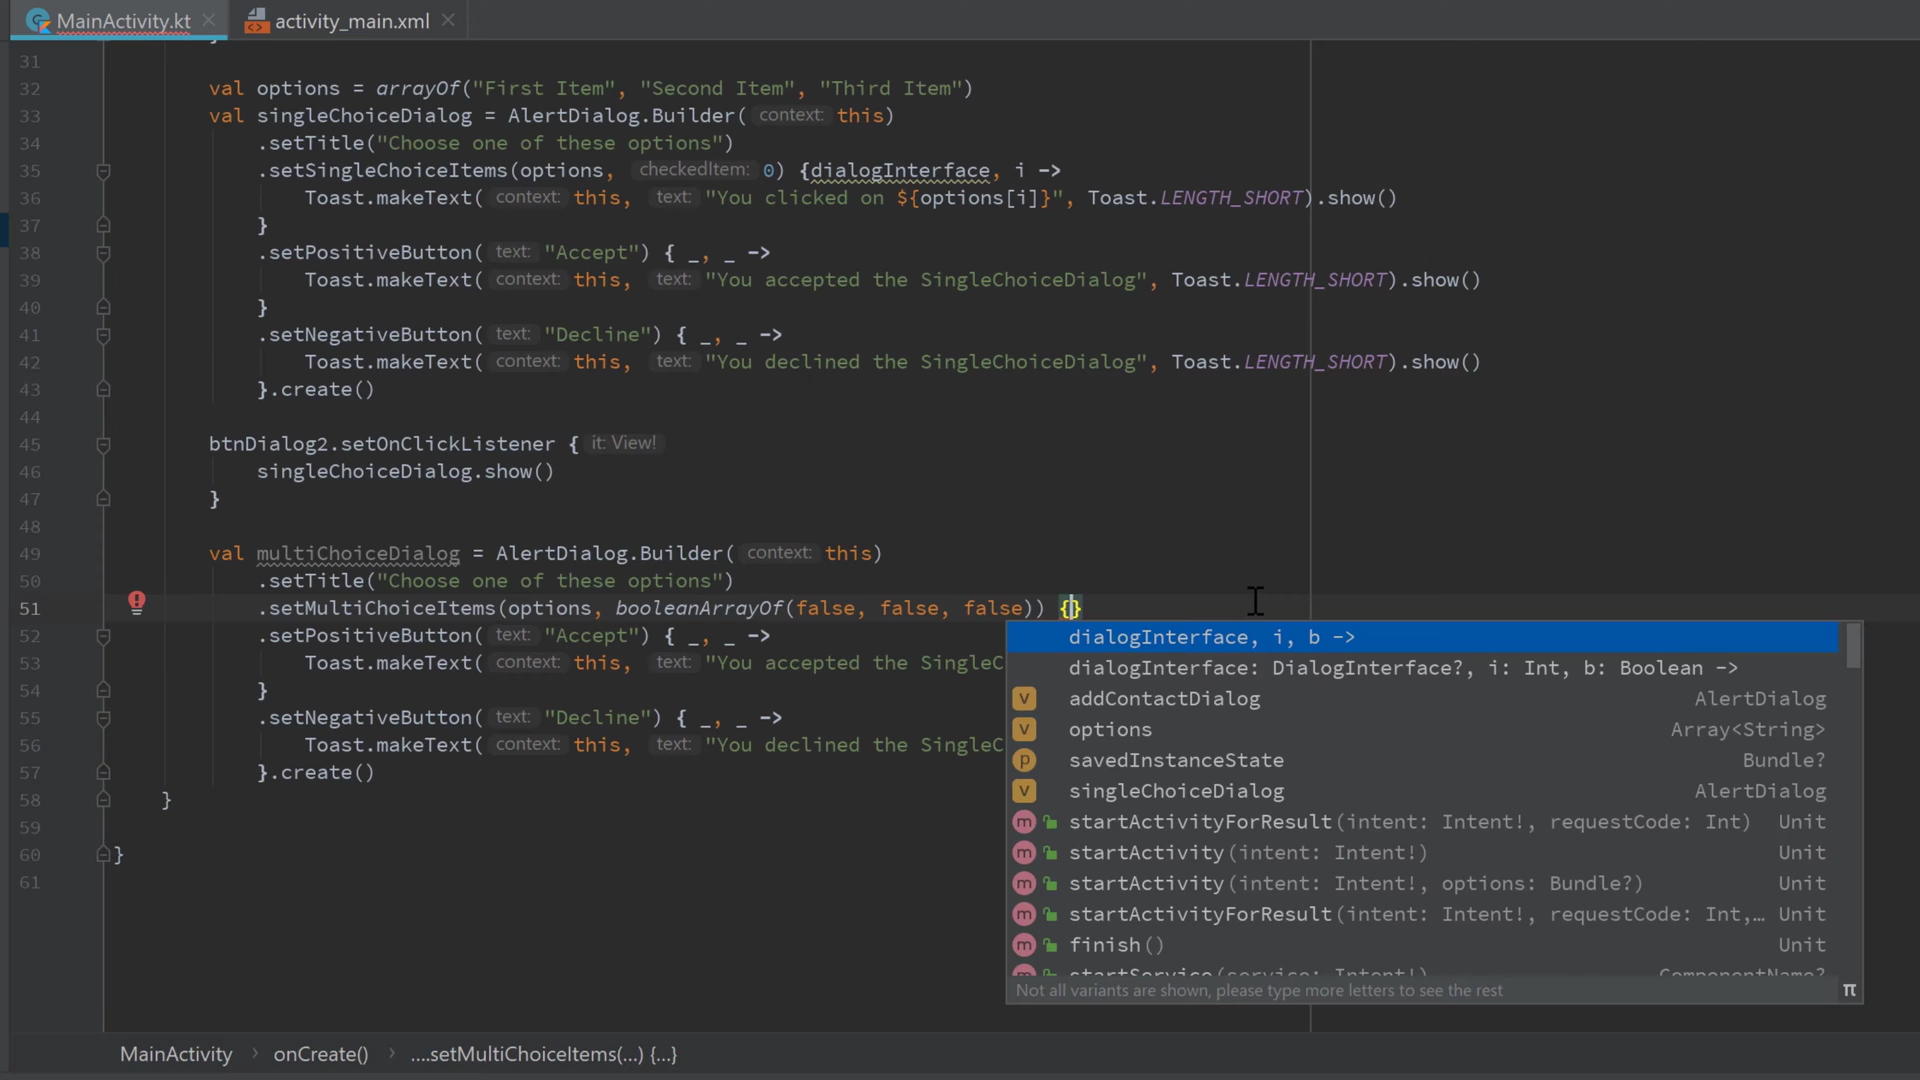 MainActivity.kt activity_main.xml
31
32 val options = arrayOf("First Item", "Second Item", "Third Item")
33 val singleChoiceDialog = AlertDialog.Builder( context: this)
34 .setTitle("Choose one of these options")
35 .setSingleChoiceItems(options, checkedItem: 0) {dialogInterface, i ->
36 Toast.makeText( context: this, text: "You clicked on ${options[i]}", Toast.LENGTH_SHORT).show()
37 }
38 .setPositiveButton( text: "Accept") { _, _ ->
39 Toast.makeText( context: this, text: "You accepted the SingleChoiceDialog", Toast.LENGTH_SHORT).show()
40 }
41 .setNegativeButton( text: "Decline") { _, _ ->
42 Toast.makeText( context: this, text: "You declined the SingleChoiceDialog", Toast.LENGTH_SHORT).show()
43 }.create()
44
45 btnDialog2.setOnClickListener { it: View!
46 singleChoiceDialog.show()
47 }
48
49 val multiChoiceDialog = AlertDialog.Builder( context: this)
50 .setTitle("Choose one of these options")
51 .setMultiChoiceItems(options, booleanArrayOf(false, false, false)) {}
52 .setPositiveButton( text: "Accept") { _, _ ->
53 Toast.makeText( context: this, text: "You accepted the SingleC
54 }
55 .setNegativeButton( text: "Decline") { _, _ ->
56 Toast.makeText( context: this, text: "You declined the SingleC
57 }.create()
58 }
59
60 }
61
dialogInterface, i, b ->
dialogInterface: DialogInterface?, i: Int, b: Boolean ->
v addContactDialog AlertDialog
v options Array<String>
p savedInstanceState Bundle?
v singleChoiceDialog AlertDialog
m startActivityForResult(intent: Intent!, requestCode: Int) Unit
m startActivity(intent: Intent!) Unit
m startActivity(intent: Intent!, options: Bundle?) Unit
m startActivityForResult(intent: Intent!, requestCode: Int,… Unit
m finish() Unit
m startService(service: Intent!) ComponentName?
Not all variants are shown, please type more letters to see the rest π
MainActivity › onCreate() › ....setMultiChoiceItems(...) {...}